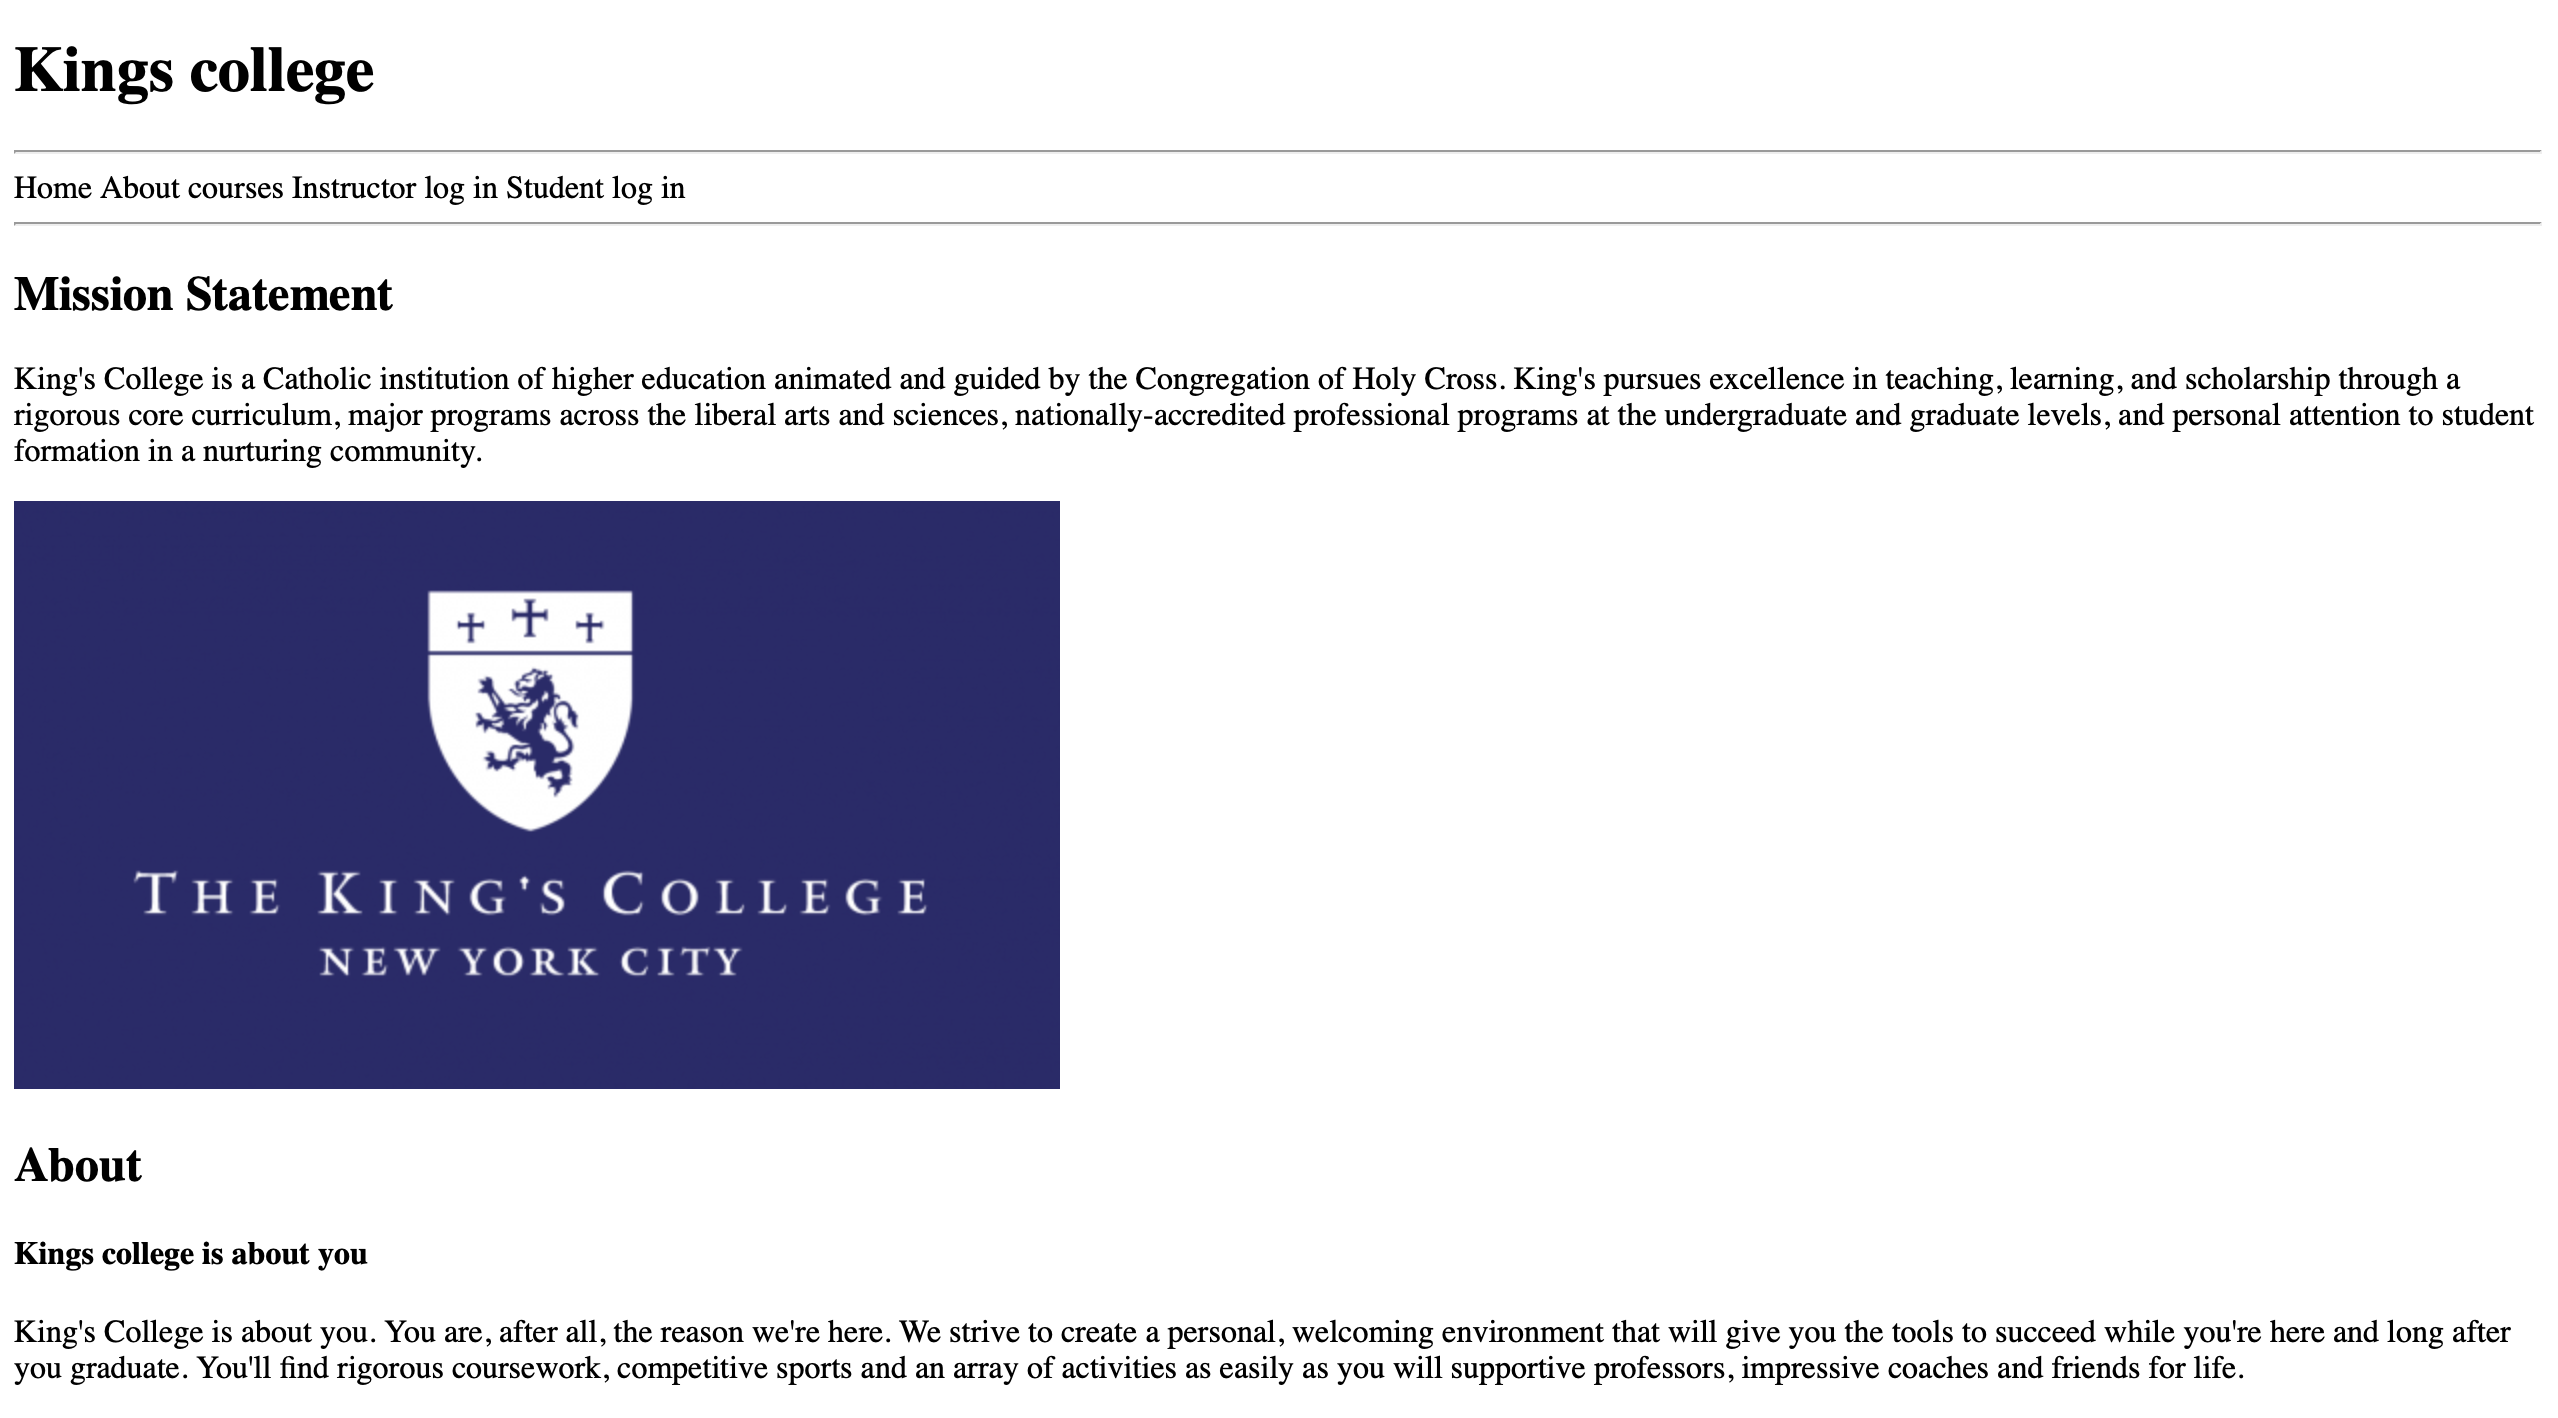 Kings college
Home About courses Instructor log in Student log in
Mission Statement
King's College is a Catholic institution of higher education animated and guided by the Congregation of Holy Cross. King's pursues excellence in teaching, learning, and scholarship through a
rigorous core curriculum, major programs across the liberal arts and sciences, nationally-accredited professional programs at the undergraduate and graduate levels, and personal attention to student
formation in a nurturing community.
THE KING'S COLLEGE
NEW YORK CITY
About
Kings college is about you
King's College is about you. You are, after all, the reason we're here. We strive to create a personal, welcoming environment that will give you the tools to succeed while you're here and long after
you graduate. You'll find rigorous coursework, competitive sports and an array of activities as easily as you will supportive professors, impressive coaches and friends for life.